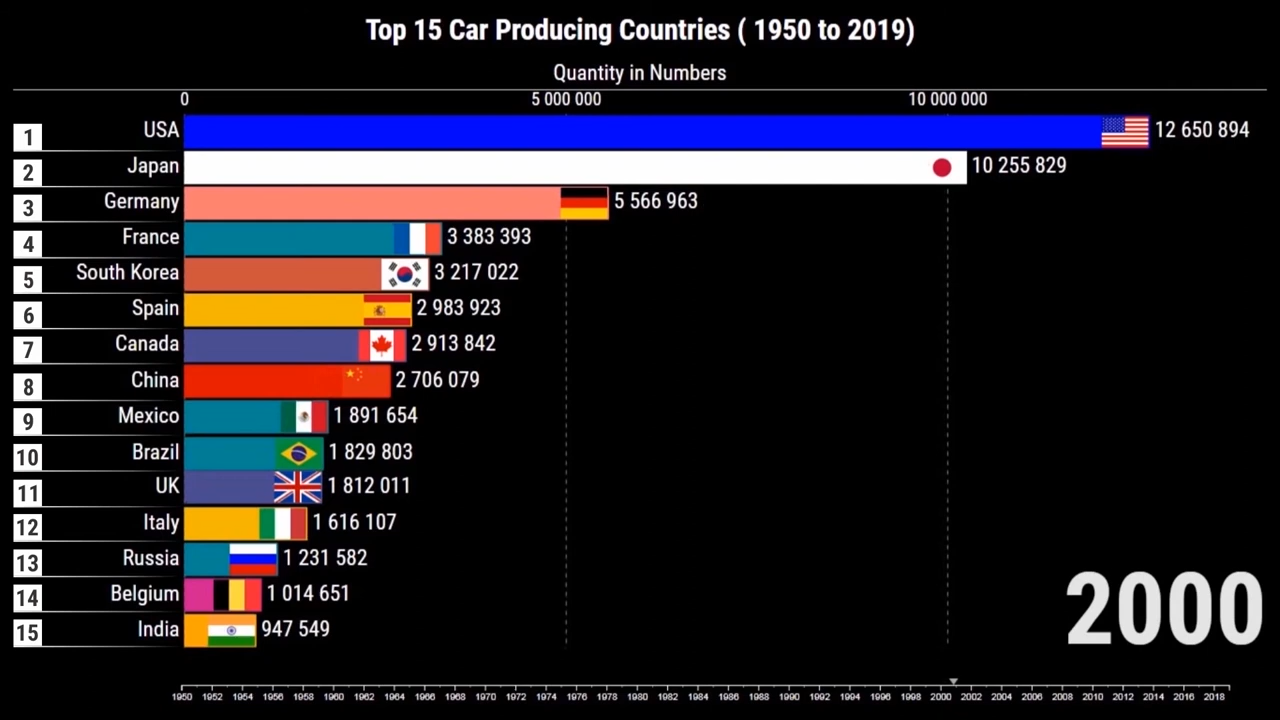 Top 15 Car Producing Countries ( 1950 to 2019)
Quantity in Numbers
0 5 000 000 10 000 000
1 USA 12 650 894
2 Japan 10 255 829
3 Germany 5 566 963
4 France 3 383 393
5 South Korea 3 217 022
6 Spain 2 983 923
7 Canada 2 913 842
8 China 2 706 079
9 Mexico 1 891 654
10 Brazil 1 829 803
11 UK 1 812 011
12 Italy 1 616 107
13 Russia 1 231 582
14 Belgium 1 014 651
15 India 947 549
2000
1950 1952 1954 1956 1958 1960 1962 1964 1966 1968 1970 1972 1974 1976 1978 1980 1982 1984 1986 1988 1990 1992 1994 1996 1998 2000 2002 2004 2006 2008 2010 2012 2014 2016 2018